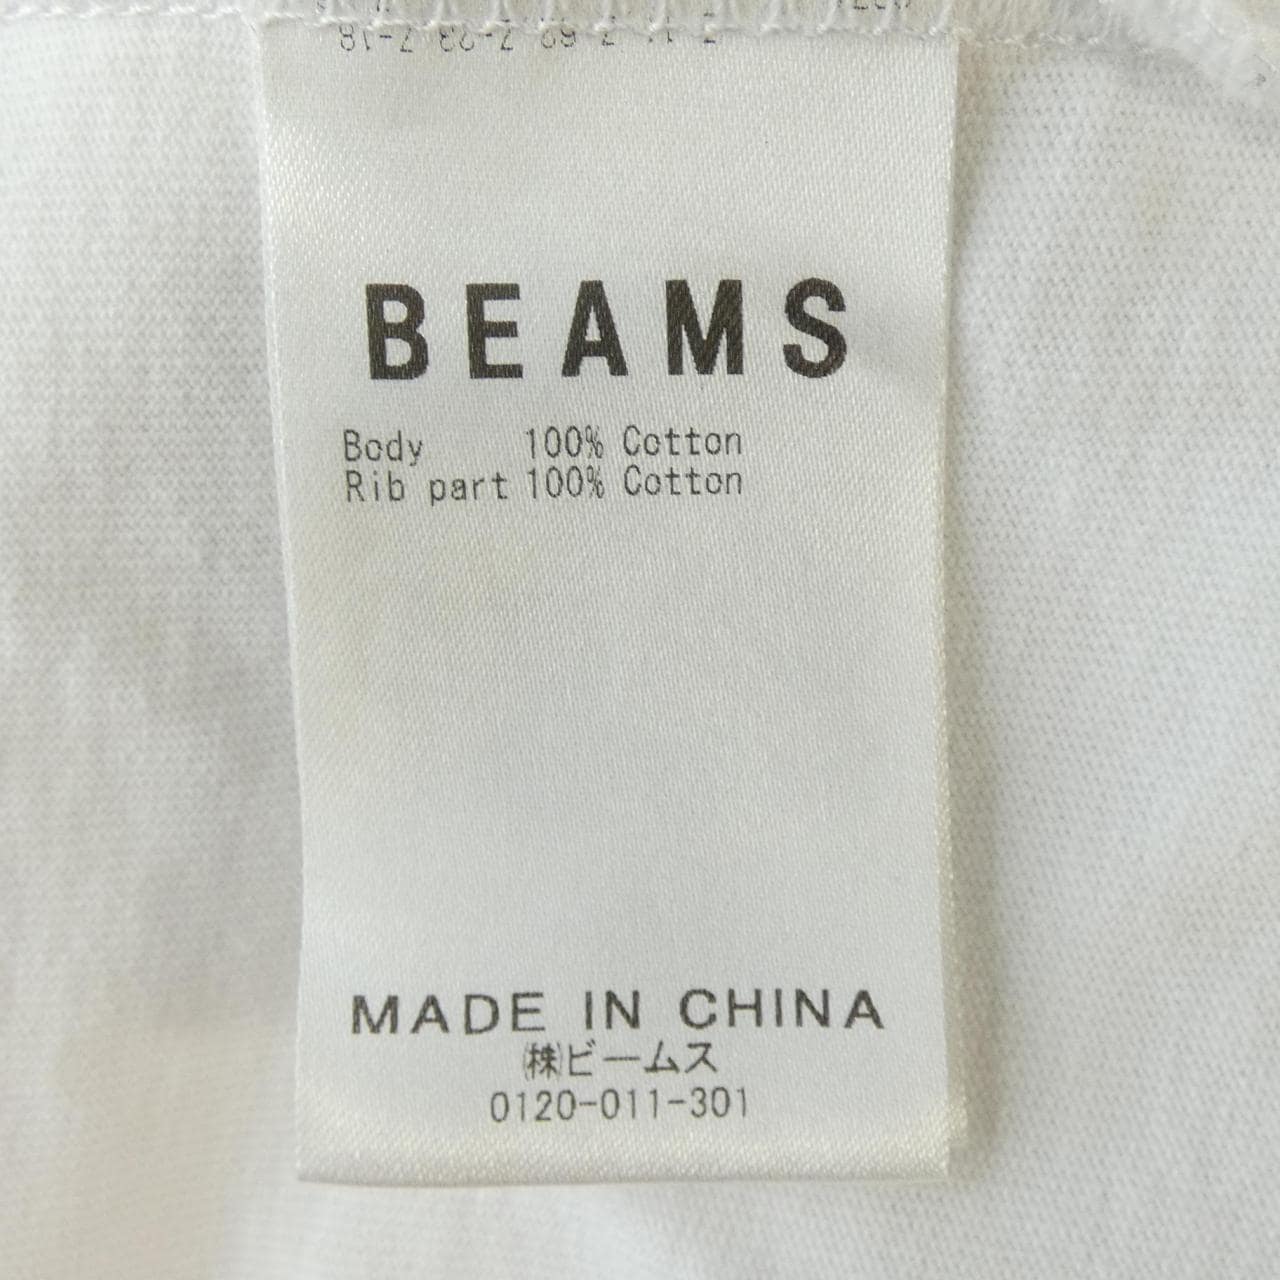 BEAMS
Body 100% Cotton
Rib part 100% Cotton
MADE IN CHINA
㈱ビームス
0120-011-301